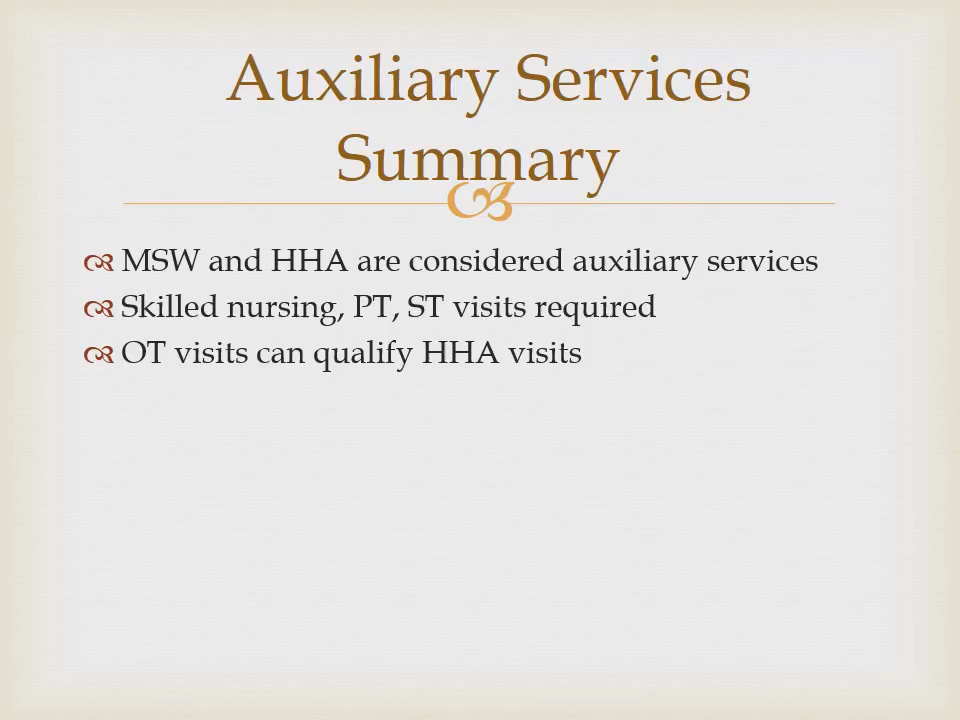 Auxiliary Services
Summary
MSW and HHA are considered auxiliary services
Skilled nursing, PT, ST visits required
OT visits can qualify HHA visits